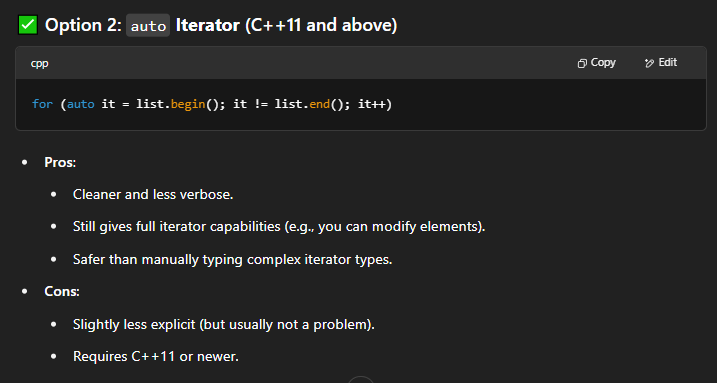 ✅ Option 2: auto Iterator (C++11 and above)
cpp
Copy
Edit
for (auto it = list.begin(); it != list.end(); it++)
• Pros:
• Cleaner and less verbose.
• Still gives full iterator capabilities (e.g., you can modify elements).
• Safer than manually typing complex iterator types.
• Cons:
• Slightly less explicit (but usually not a problem).
• Requires C++11 or newer.